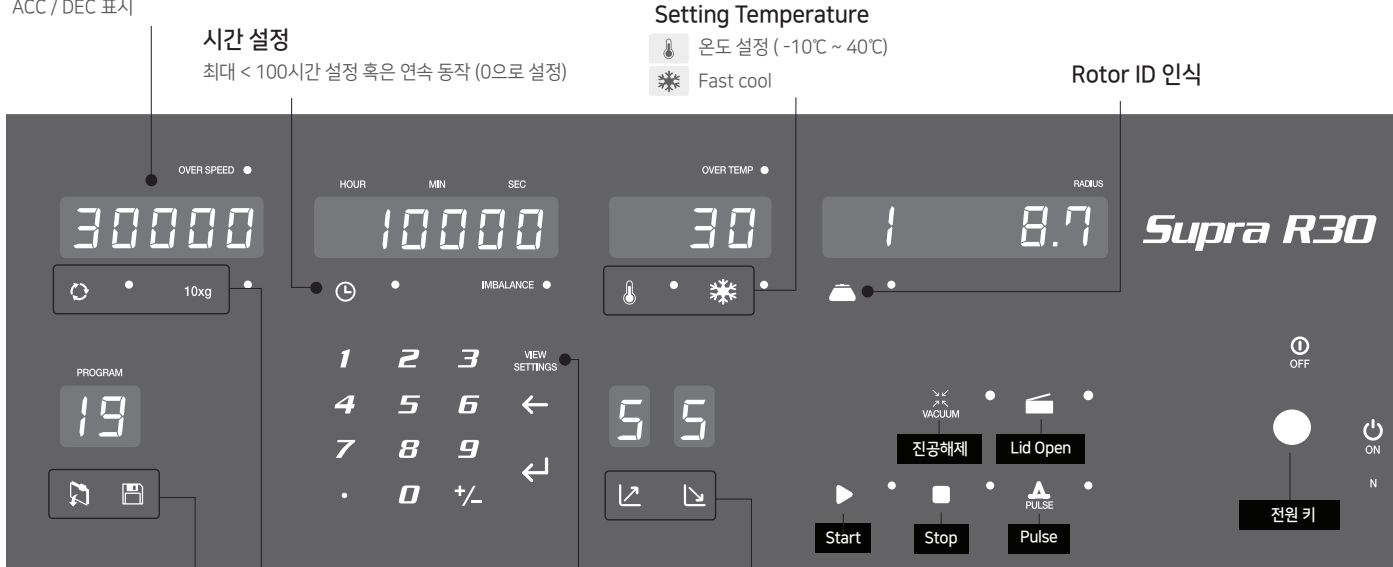 ACC / DEC 표시
시간 설정
최대 < 100시간 설정 혹은 연속 동작 (0으로 설정)
Setting Temperature
온도 설정 ( -10℃ ~ 40℃)
Fast cool
Rotor ID 인식
OVER SPEED
HOUR MIN SEC
OVER TEMP
RADIUS
30000
10000
30
1 8.7
Supra R30
10xg
IMBALANCE
PROGRAM
19
1 2 3 VIEW SETTINGS
4 5 6 ←
7 8 9
. 0 +/-
5 5
VACUUM
진공해제
Lid Open
PULSE
Start
Stop
Pulse
OFF
ON
N
전원 키